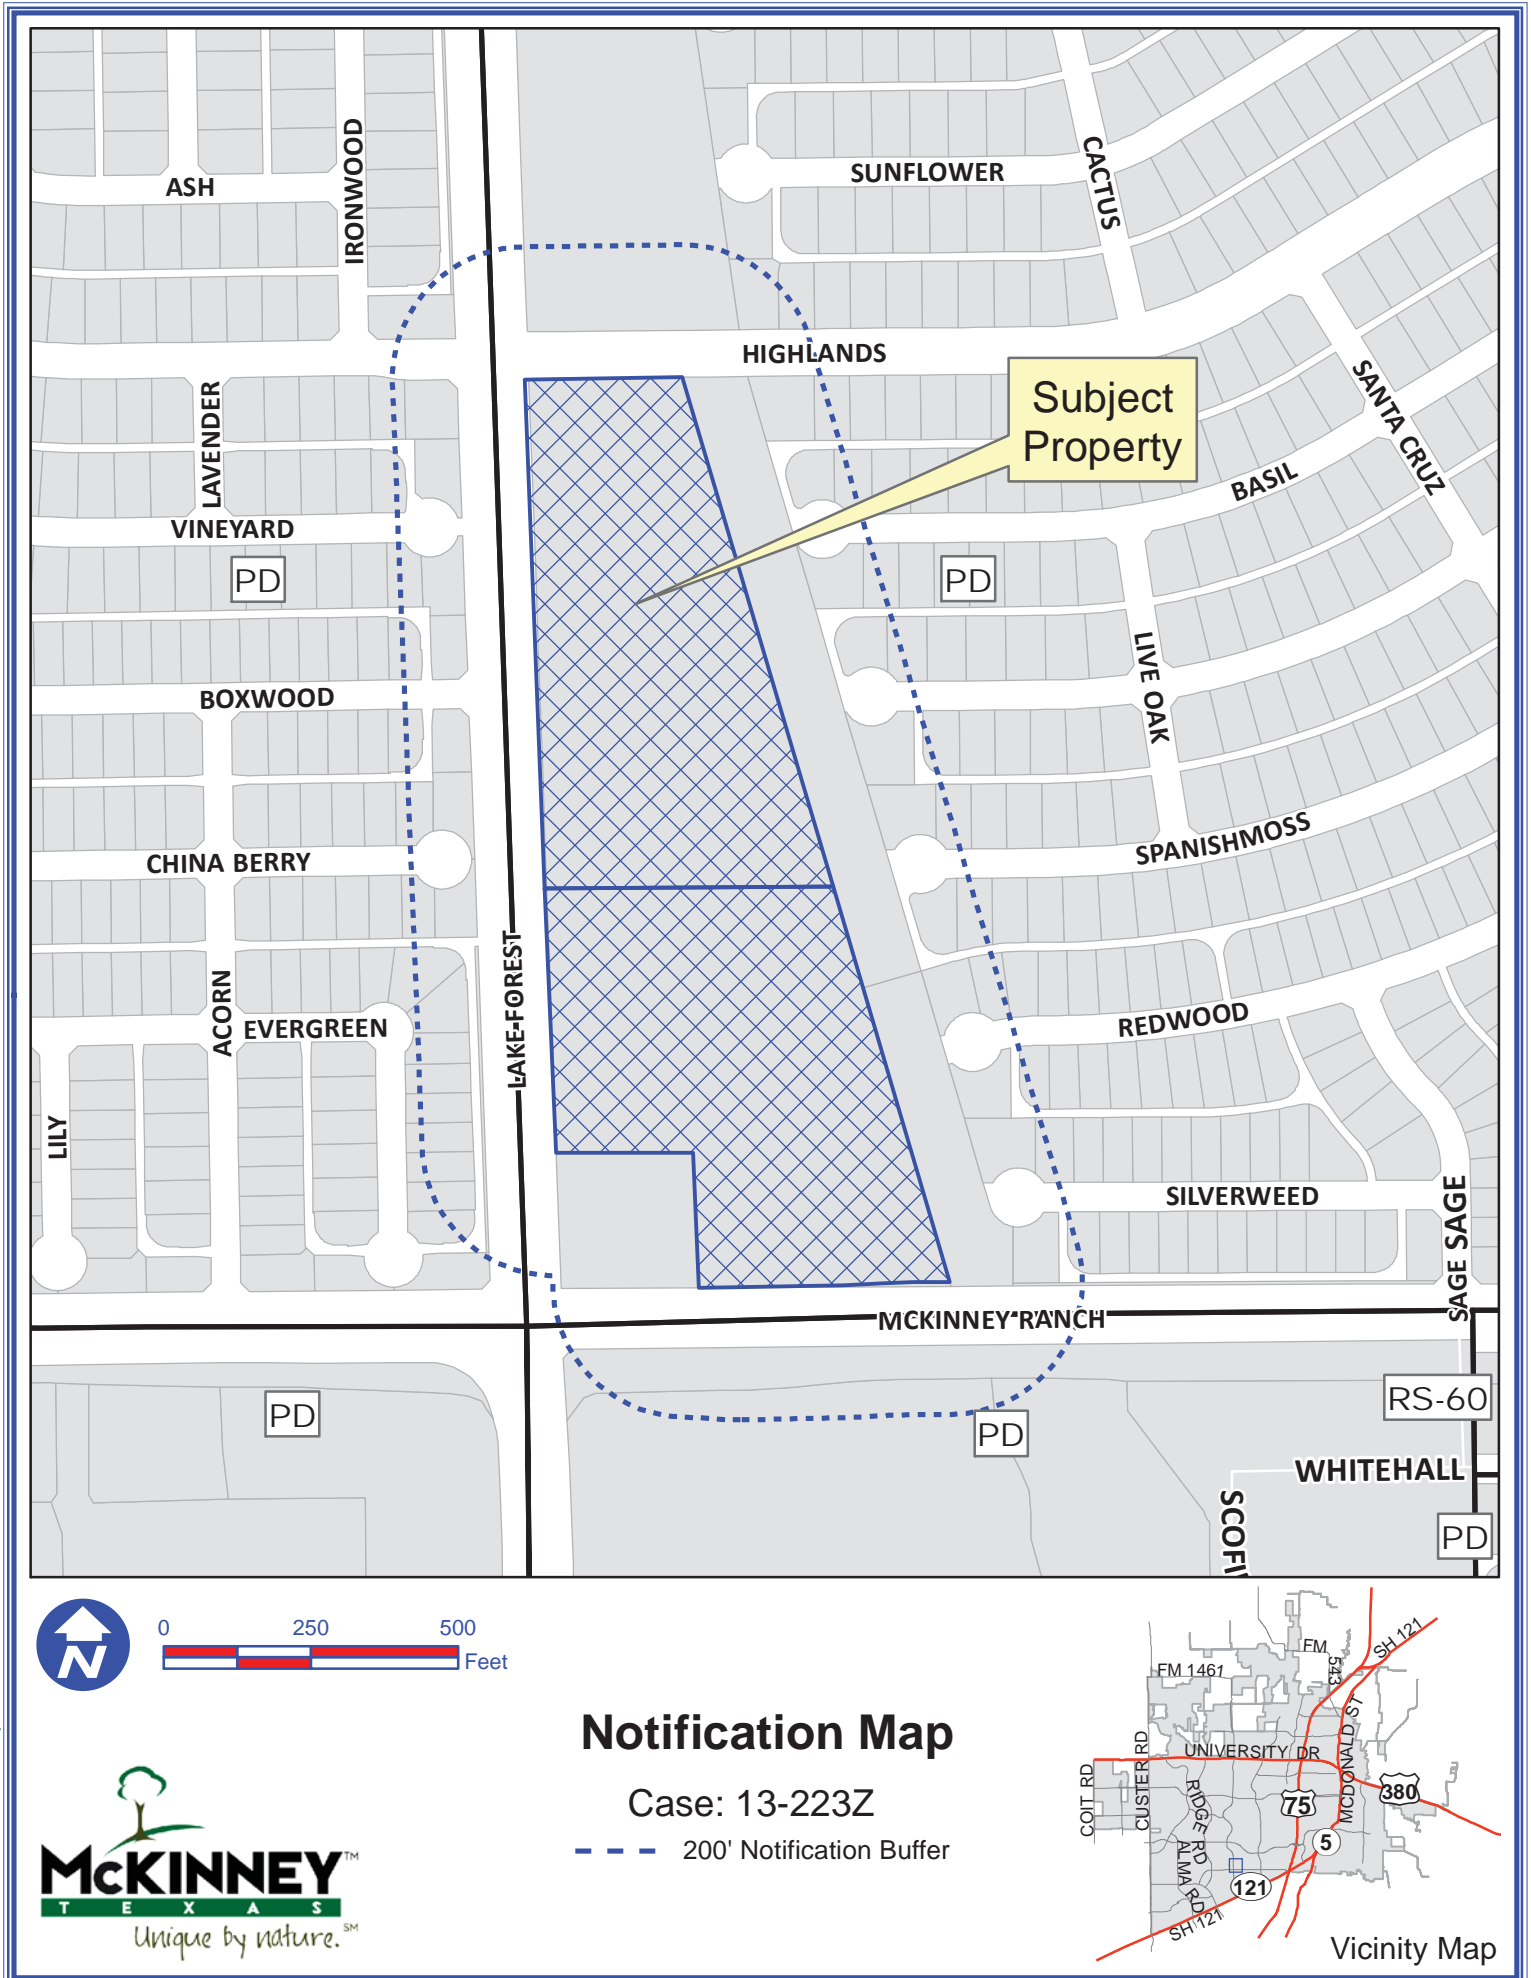 ASH
IRONWOOD
SUNFLOWER
CACTUS
HIGHLANDS
Subject
Property
LAVENDER
SANTA CRUZ
BASIL
VINEYARD
PD
PD
LIVE OAK
BOXWOOD
SPANISHMOSS
CHINA BERRY
LAKE FOREST
ACORN
EVERGREEN
REDWOOD
LILY
SILVERWEED
SAGE SAGE
MCKINNEY RANCH
RS-60
PD
PD
WHITEHALL
SCOFI
PD
N
0 250 500
Feet
Notification Map
Case: 13-223Z
200' Notification Buffer
McKINNEY™
TEXAS
Unique by nature.℠
FM 543
SH 121
FM 1461
UNIVERSITY DR
MCDONALD ST
COIT RD
CUSTER RD
RIDGE RD
ALMA RD
75
380
5
121
SH 121
Vicinity Map